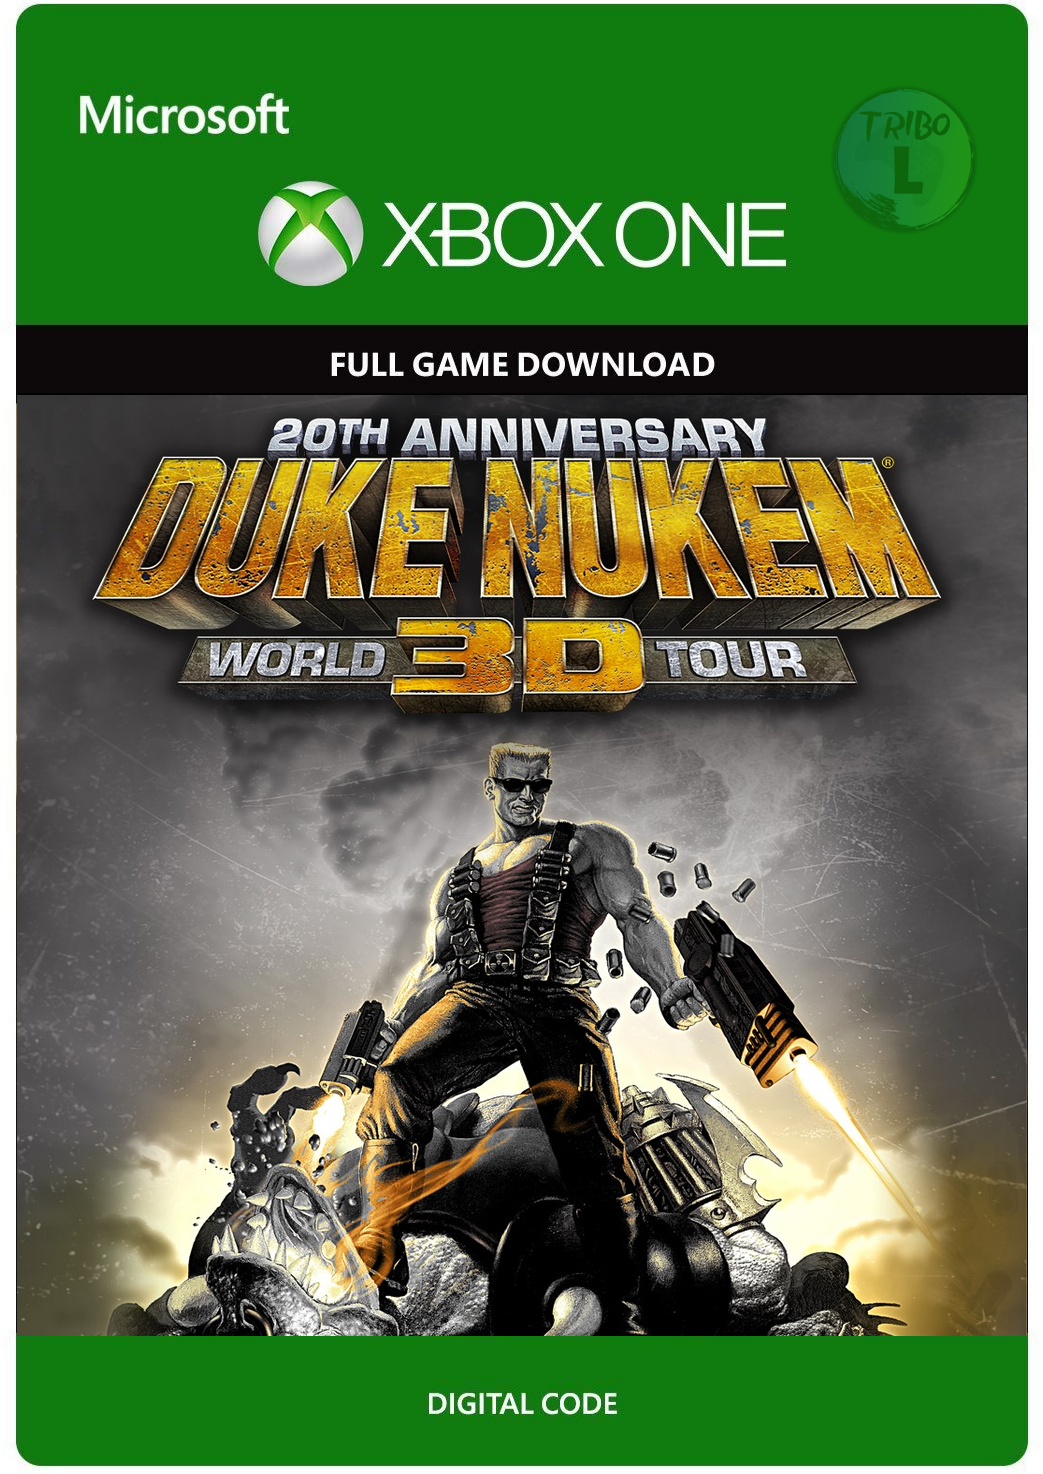 Microsoft
TRIBO
L
XBOX ONE
FULL GAME DOWNLOAD
20TH ANNIVERSARY
DUKE NUKEM®
WORLD 3D TOUR
DIGITAL CODE